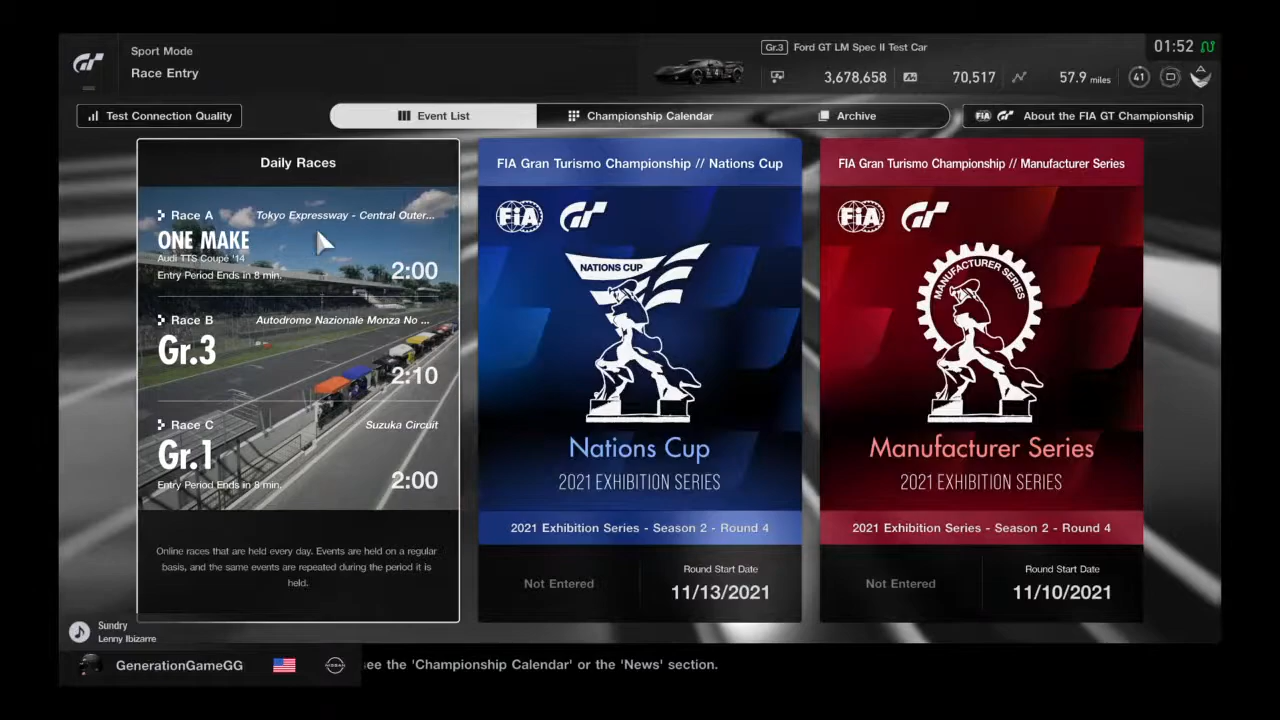 Sport Mode
Race Entry
Gr.3 Ford GT LM Spec II Test Car
01:52
3,678,658 70,517 57.9 miles 41 D A
Test Connection Quality
Event List
Championship Calendar
Archive
FIA GT About the FIA GT Championship
Daily Races
Race A Tokyo Expressway - Central Outer...
ONE MAKE
Audi TTS Coupé '14
Entry Period Ends in 8 min.
2:00
Race B Autodromo Nazionale Monza No ...
Gr.3
2:10
Race C Suzuka Circuit
Gr.1
Entry Period Ends in 8 min.
2:00
Online races that are held every day. Events are held on a regular
basis, and the same events are repeated during the period it is
held.
FIA Gran Turismo Championship // Nations Cup
FIA GT
NATIONS CUP
Nations Cup
2021 EXHIBITION SERIES
2021 Exhibition Series - Season 2 - Round 4
Not Entered
Round Start Date
11/13/2021
FIA Gran Turismo Championship // Manufacturer Series
FIA GT
MANUFACTURER SERIES
Manufacturer Series
2021 EXHIBITION SERIES
2021 Exhibition Series - Season 2 - Round 4
Not Entered
Round Start Date
11/10/2021
Sundry
Lenny Ibizarre
GenerationGameGG NISSAN
see the 'Championship Calendar' or the 'News' section.